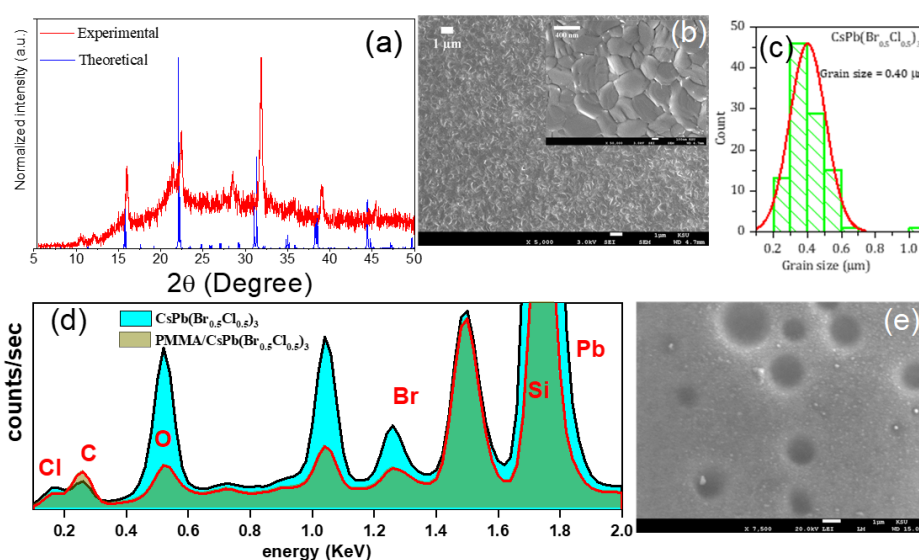 (a)
Experimental
Theoretical
Normalized intensity (a.u.)
5 10 15 20 25 30 35 40 45 50
2θ (Degree)
1 µm
400 nm
(b)
X 5,000 3.0kV SEI SEM WD 4.7mm
1µm KSU
(c)
CsPb(Br0.5Cl0.5)3
Grain size = 0.40 µ
Count
50
40
30
20
10
0
0.2 0.4 0.6 0.8 1.0
Grain size (µm)
(d)
CsPb(Br0.5Cl0.5)3
PMMA/CsPb(Br0.5Cl0.5)3
counts/sec
Cl
C
O
Br
Si
Pb
0.2 0.4 0.6 0.8 1.0 1.2 1.4 1.6 1.8 2.0
energy (KeV)
(e)
X 7,500 20.0kV LEI LM WD 15.0
1µm KSU